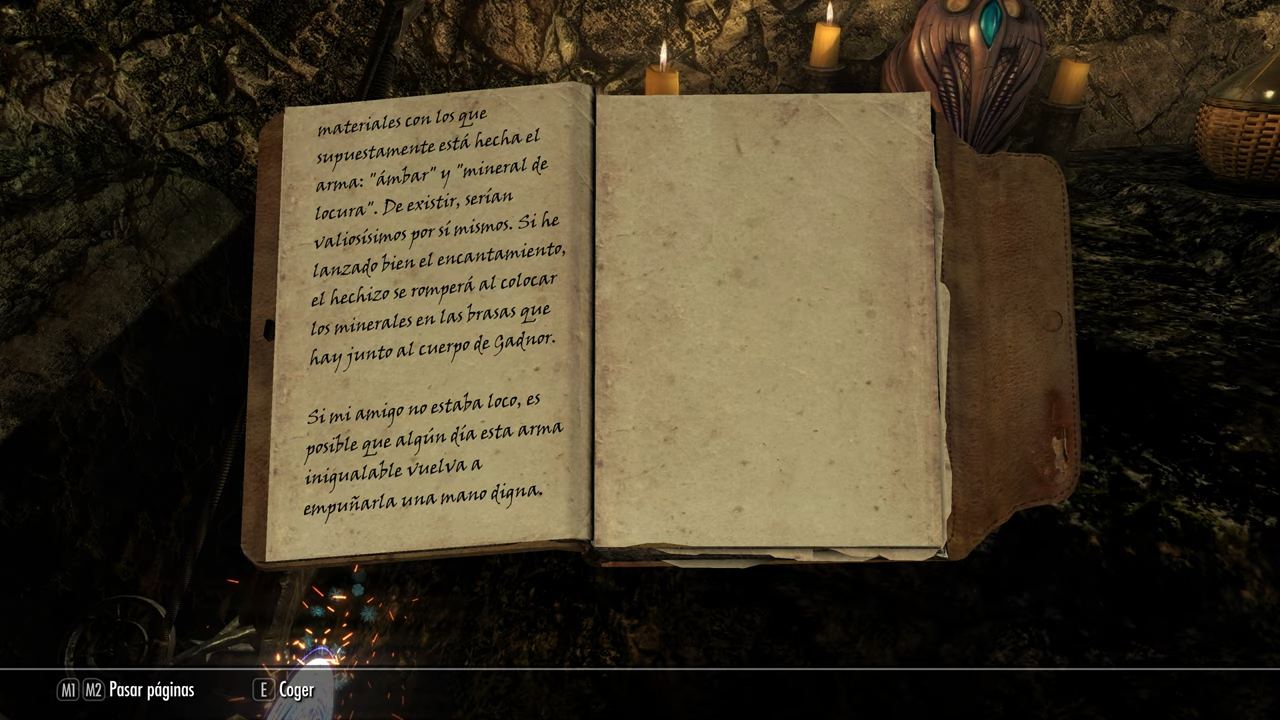 materiales con los que
supuestamente está hecha el
arma: "ámbar" y "mineral de
locura". De existir, serían
valiosísimos por sí mismos. Si he
lanzado bien el encantamiento,
el hechizo se romperá al colocar
los minerales en las brasas que
hay junto al cuerpo de Gadnor.
Si mi amigo no estaba loco, es
posible que algún día esta arma
inigualable vuelva a
empuñarla una mano digna.
M1 M2 Pasar páginas E Coger